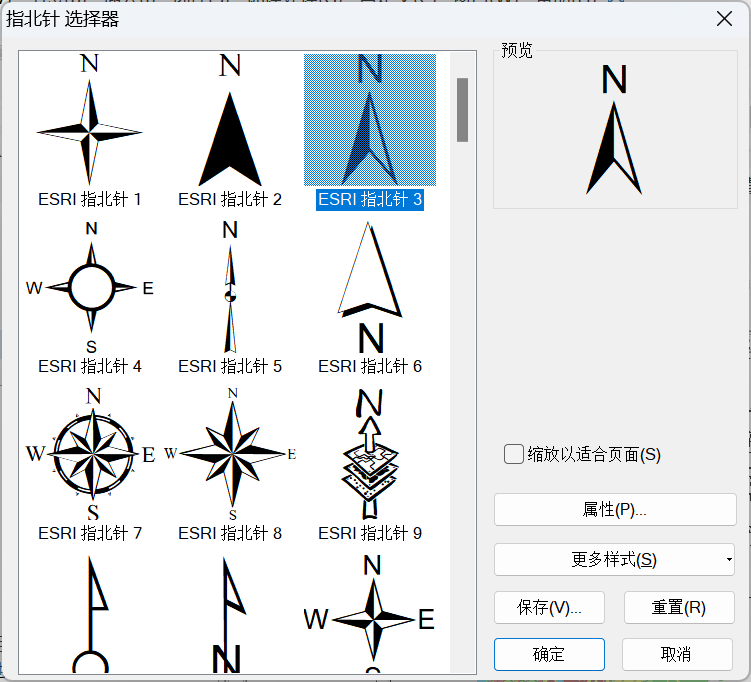 指北针 选择器
N
N
N
ESRI 指北针 1
ESRI 指北针 2
ESRI 指北针 3
N
W
E
S
N
N
ESRI 指北针 4
ESRI 指北针 5
ESRI 指北针 6
N
W
E
S
N
W
E
S
N
ESRI 指北针 7
ESRI 指北针 8
ESRI 指北针 9
N
N
W
E
预览
N
缩放以适合页面(S)
属性(P)...
更多样式(S)
保存(V)...
重置(R)
确定
取消